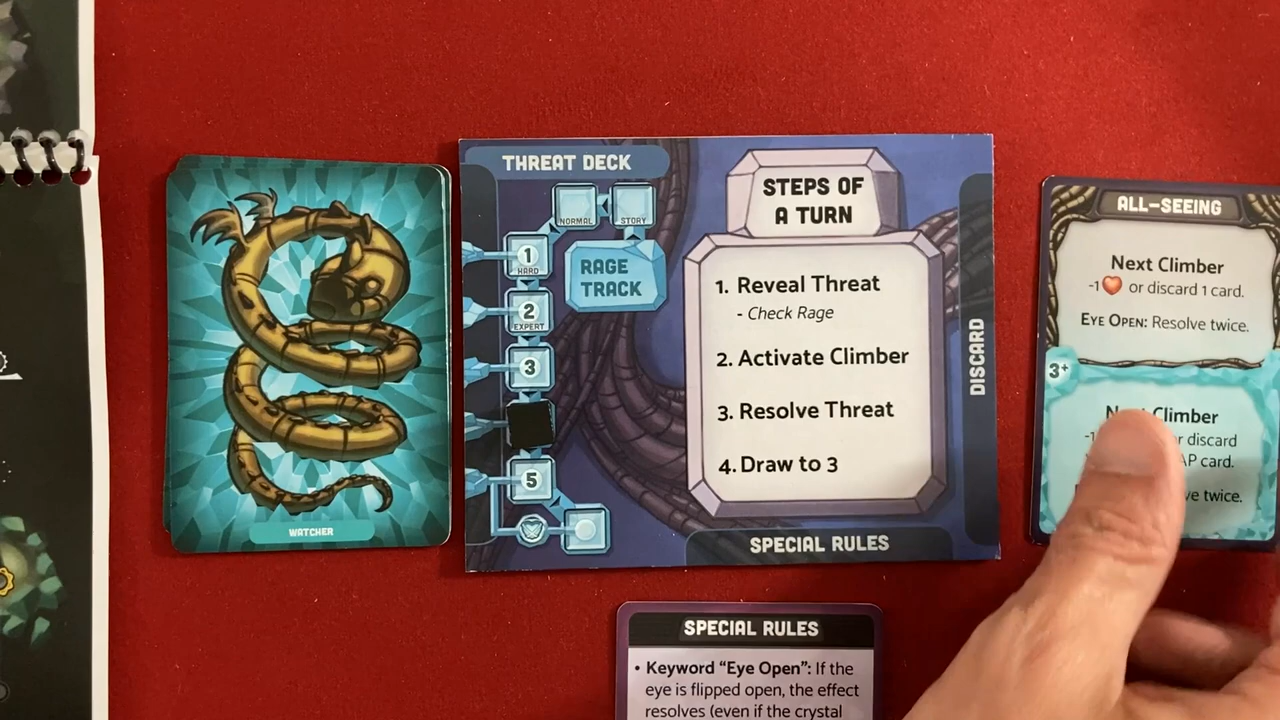 WATCHER
THREAT DECK
NORMAL
STORY
1
HARD
2
EXPERT
3
5
RAGE
TRACK
STEPS OF
A TURN
1. Reveal Threat
- Check Rage
2. Activate Climber
3. Resolve Threat
4. Draw to 3
DISCARD
SPECIAL RULES
SPECIAL RULES
• Keyword "Eye Open": If the
eye is flipped open, the effect
resolves (even if the crystal
ALL-SEEING
Next Climber
-1 or discard 1 card.
EYE OPEN: Resolve twice.
3+
Climber
discard
AP card.
twice.